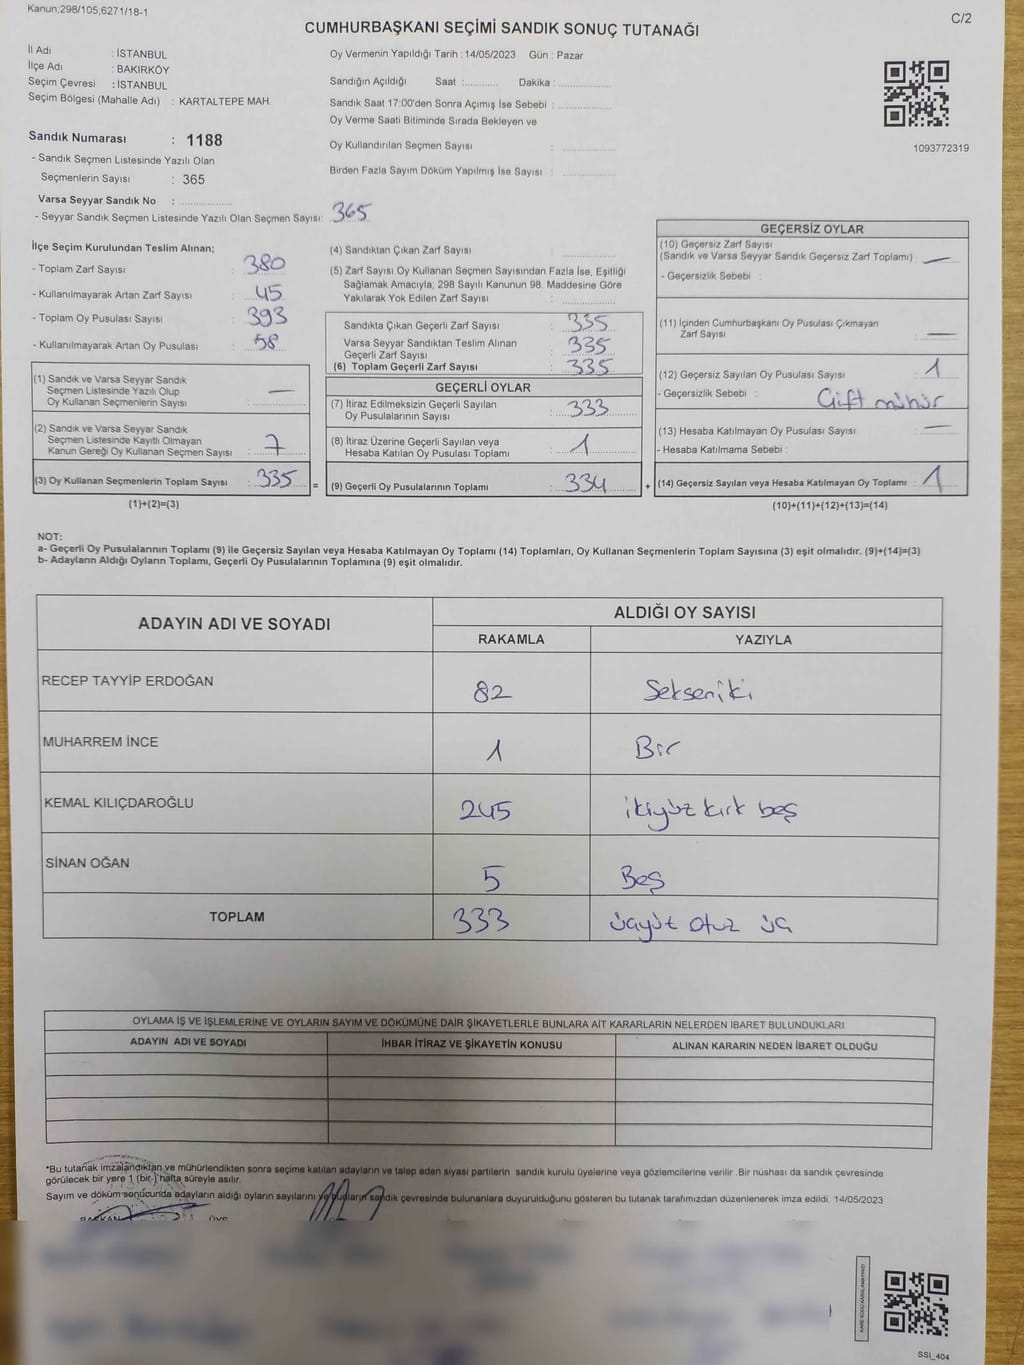 Kanun,298/105;6271/18-1
C/2
CUMHURBAŞKANI SEÇİMİ SANDIK SONUÇ TUTANAĞI
İl Adı : İSTANBUL
İlçe Adı : BAKIRKÖY
Seçim Çevresi : İSTANBUL
Seçim Bölgesi (Mahalle Adı) : KARTALTEPE MAH.
Oy Vermenin Yapıldığı Tarih :14/05/2023 Gün : Pazar
Sandığın Açıldığı Saat :.......... Dakika :................
Sandık Saat 17:00'den Sonra Açımış İse Sebebi : ................
Oy Verme Saati Bitiminde Sırada Bekleyen ve
Oy Kullandırılan Seçmen Sayısı : ................
Birden Fazla Sayım Döküm Yapılmış İse Sayısı : ................
1093772319
Sandık Numarası : 1188
- Sandık Seçmen Listesinde Yazılı Olan
Seçmenlerin Sayısı : 365
Varsa Seyyar Sandık No : ................
- Seyyar Sandık Seçmen Listesinde Yazılı Olan Seçmen Sayısı: 365
İlçe Seçim Kurulundan Teslim Alınan;
- Toplam Zarf Sayısı : 380
- Kullanılmayarak Artan Zarf Sayısı : 45
- Toplam Oy Pusulası Sayısı : 393
- Kullanılmayarak Artan Oy Pusulası : 58
(1) Sandık ve Varsa Seyyar Sandık
Seçmen Listesinde Yazılı Olup
Oy Kullanan Seçmenlerin Sayısı : —
(2) Sandık ve Varsa Seyyar Sandık
Seçmen Listesinde Kayıtlı Olmayan
Kanun Gereği Oy Kullanan Seçmen Sayısı : 7
(3) Oy Kullanan Seçmenlerin Toplam Sayısı : 335 =
(1)+(2)=(3)
(4) Sandıktan Çıkan Zarf Sayısı : ................
(5) Zarf Sayısı Oy Kullanan Seçmen Sayısından Fazla İse, Eşitliği
Sağlamak Amacıyla; 298 Sayılı Kanunun 98. Maddesine Göre
Yakılarak Yok Edilen Zarf Sayısı : ................
Sandıkta Çıkan Geçerli Zarf Sayısı : 335
Varsa Seyyar Sandıktan Teslim Alınan
Geçerli Zarf Sayısı : 335
(6) Toplam Geçerli Zarf Sayısı : 335
GEÇERLİ OYLAR
(7) İtiraz Edilmeksizin Geçerli Sayılan
Oy Pusulalarının Sayısı : 333
(8) İtiraz Üzerine Geçerli Sayılan veya
Hesaba Katılan Oy Pusulası Toplamı : 1
(9) Geçerli Oy Pusulalarının Toplamı : 334 +
GEÇERSİZ OYLAR
(10) Geçersiz Zarf Sayısı
(Sandık ve Varsa Seyyar Sandık Geçersiz Zarf Toplamı) : —
- Geçersizlik Sebebi :
(11) İçinden Cumhurbaşkanı Oy Pusulası Çıkmayan
Zarf Sayısı : —
(12) Geçersiz Sayılan Oy Pusulası Sayısı : 1
- Geçersizlik Sebebi : Çift mühür
(13) Hesaba Katılmayan Oy Pusulası Sayısı : —
- Hesaba Katılmama Sebebi :
(14) Geçersiz Sayılan veya Hesaba Katılmayan Oy Toplamı : 1
(10)+(11)+(12)+(13)=(14)
NOT:
a- Geçerli Oy Pusulalarının Toplamı (9) ile Geçersiz Sayılan veya Hesaba Katılmayan Oy Toplamı (14) Toplamları, Oy Kullanan Seçmenlerin Toplam Sayısına (3) eşit olmalıdır. (9)+(14)=(3)
b- Adayların Aldığı Oyların Toplamı, Geçerli Oy Pusulalarının Toplamına (9) eşit olmalıdır.
ADAYIN ADI VE SOYADI
ALDIĞI OY SAYISI
RAKAMLA YAZIYLA
RECEP TAYYİP ERDOĞAN 82 Sekseniki
MUHARREM İNCE 1 Bir
KEMAL KILIÇDAROĞLU 245 ikiyüz kırk beş
SİNAN OĞAN 5 Beş
TOPLAM 333 üçyüz otuz üç
OYLAMA İŞ VE İŞLEMLERİNE VE OYLARIN SAYIM VE DÖKÜMÜNE DAİR ŞİKAYETLERLE BUNLARA AİT KARARLARIN NELERDEN İBARET BULUNDUKLARI
ADAYIN ADI VE SOYADI İHBAR İTİRAZ VE ŞİKAYETİN KONUSU ALINAN KARARIN NEDEN İBARET OLDUĞU
*Bu tutanak imzalandıktan ve mühürlendikten sonra seçime katılan adayların ve talep eden siyasi partilerin sandık kurulu üyelerine veya gözlemcilerine verilir .Bir nüshası da sandık çevresinde
görülecek bir yere 1 (bir-) hafta süreyle asılır.
Sayım ve döküm sonucunda adayların aldığı oyların sayılarını ve bunların sandık çevresinde bulunanlara duyurulduğunu gösteren bu tutanak tarafımızdan düzenlenerek imza edildi. 14/05/2023
BAŞKAN ÜYE
SSI_404